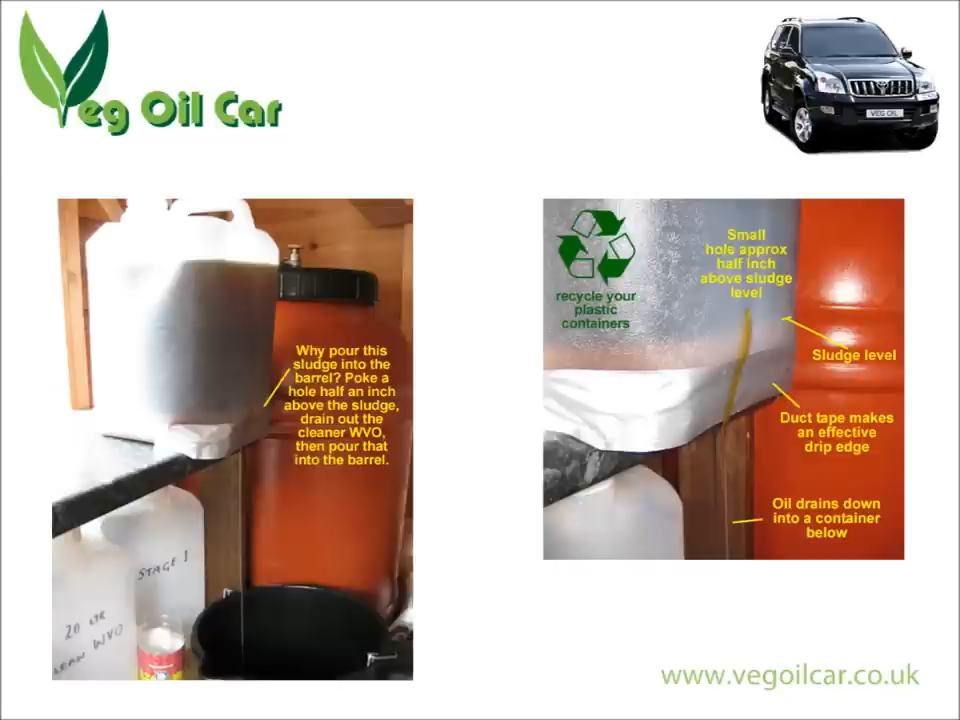 Veg Oil Car
VEG OIL
Why pour this
sludge into the
barrel? Poke a
hole half an inch
above the sludge,
drain out the
cleaner WVO,
then pour that
into the barrel.
STAGE 1
20 LTR
CLEAN WVO
recycle your
plastic
containers
Small
hole approx
half inch
above sludge
level
Sludge level
Duct tape makes
an effective
drip edge
Oil drains down
into a container
below
www.vegoilcar.co.uk